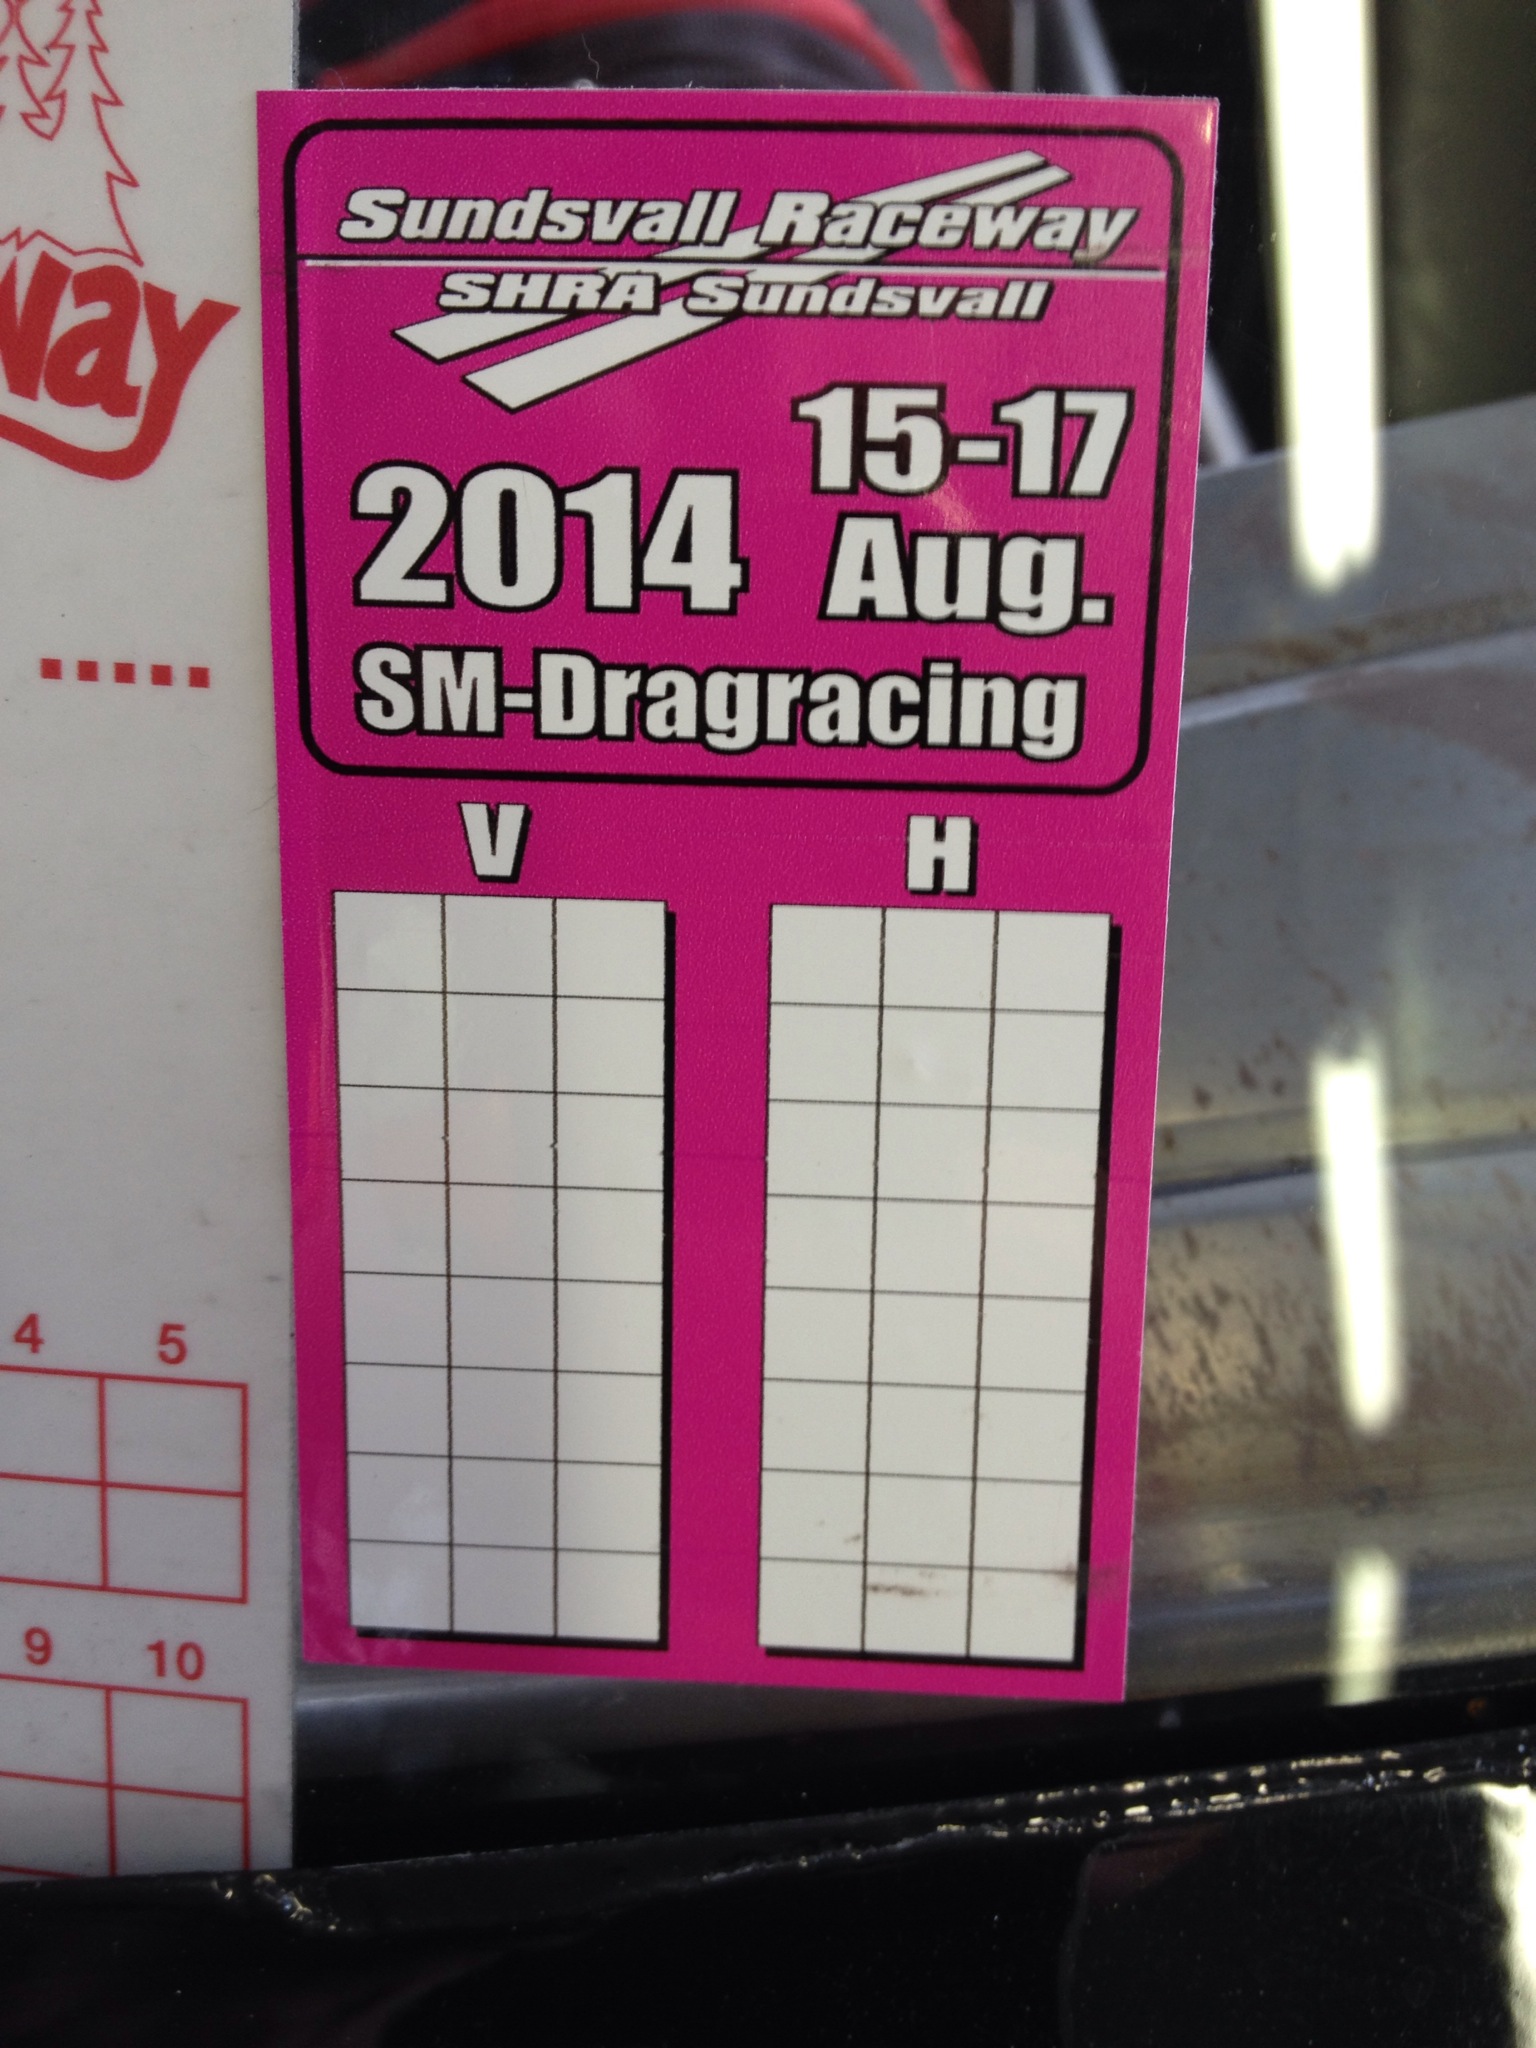 Sundsvall Raceway
SHRA Sundsvall
15-17
2014 Aug.
SM-Dragracing
V H
way
4 5
9 10